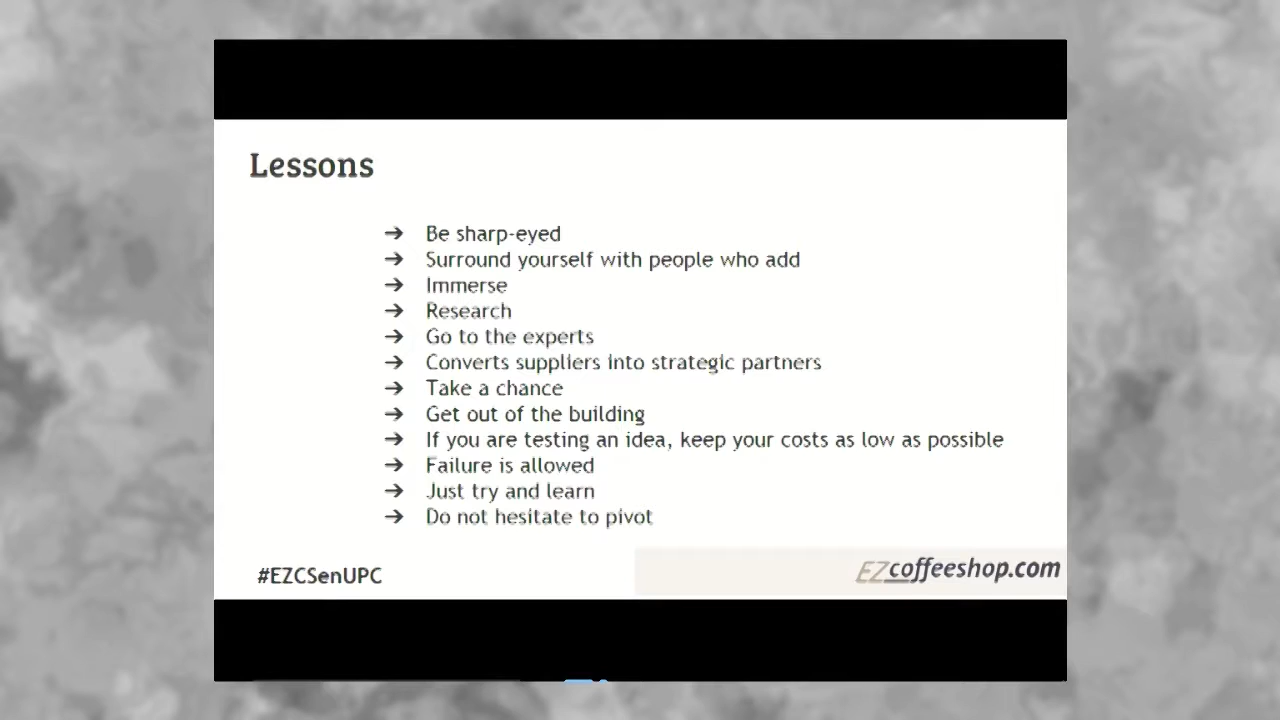 Lessons
➔ Be sharp-eyed
➔ Surround yourself with people who add
➔ Immerse
➔ Research
➔ Go to the experts
➔ Converts suppliers into strategic partners
➔ Take a chance
➔ Get out of the building
➔ If you are testing an idea, keep your costs as low as possible
➔ Failure is allowed
➔ Just try and learn
➔ Do not hesitate to pivot
#EZCSenUPC
EZcoffeeshop.com